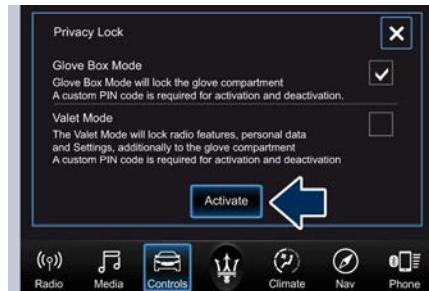 Privacy Lock
Glove Box Mode
Glove Box Mode will lock the glove compartment
A custom PIN code is required for activation and deactivation.
Valet Mode
The Valet Mode will lock radio features, personal data
and Settings, additionally to the glove compartment
A custom PIN code is required for activation and deactivation
Activate
Radio Media Controls Climate Nav Phone